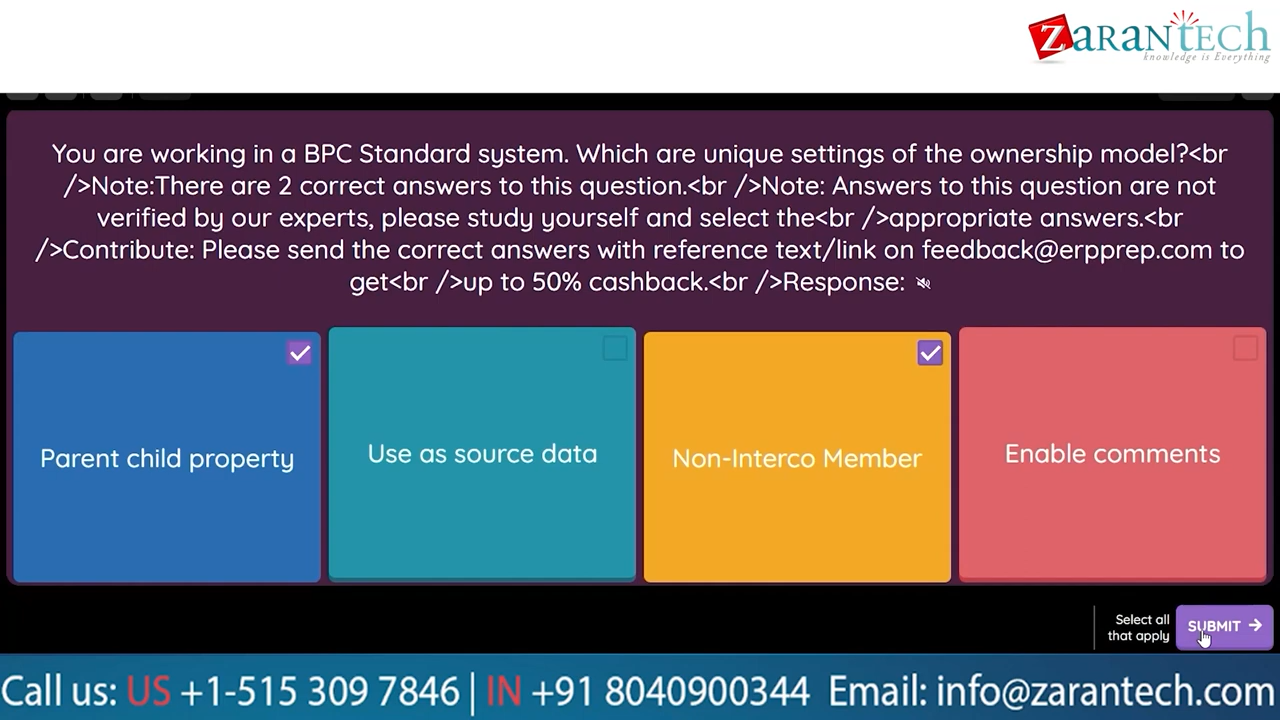 ZARANTECH
knowledge is Everything
You are working in a BPC Standard system. Which are unique settings of the ownership model?<br
/>Note:There are 2 correct answers to this question.<br />Note: Answers to this question are not
verified by our experts, please study yourself and select the<br />appropriate answers.<br
/>Contribute: Please send the correct answers with reference text/link on feedback@erpprep.com to
get<br />up to 50% cashback.<br />Response:
Parent child property
Use as source data
Non-Interco Member
Enable comments
Select all
that apply
SUBMIT
Call us: US +1-515 309 7846 | IN +91 8040900344 Email: info@zarantech.com